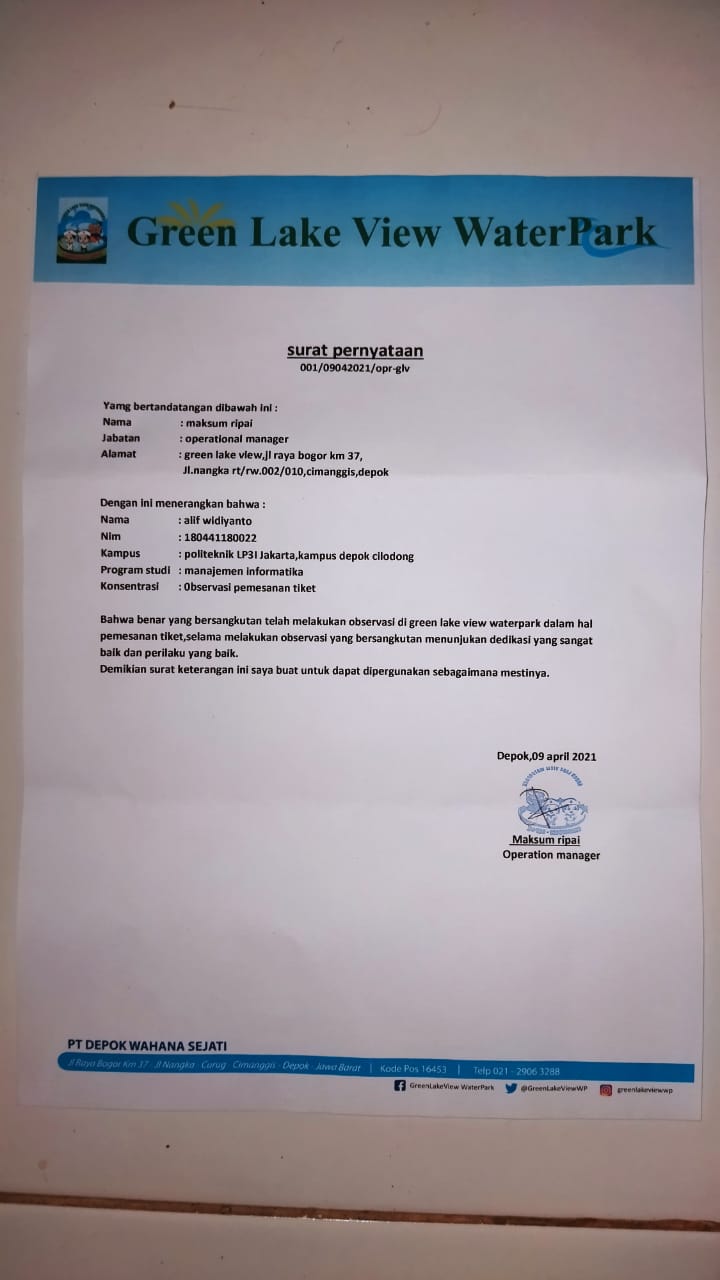 Green Lake View WaterPark
surat pernyataan
001/09042021/opr-glv
Yamg bertandatangan dibawah ini :
Nama : maksum ripai
Jabatan : operational manager
Alamat : green lake vlew,jl raya bogor km 37,
Jl.nangka rt/rw.002/010,cimanggis,depok
Dengan ini menerangkan bahwa :
Nama : alif widiyanto
Nim : 180441180022
Kampus : politeknik LP3I Jakarta,kampus depok cilodong
Program studi : manajemen informatika
Konsentrasi : 0bservasi pemesanan tiket
Bahwa benar yang bersangkutan telah melakukan observasi di green lake view waterpark dalam hal
pemesanan tiket,selama melakukan observasi yang bersangkutan menunjukan dedikasi yang sangat
baik dan perilaku yang baik.
Demikian surat keterangan ini saya buat untuk dapat dipergunakan sebagaimana mestinya.
Depok,09 april 2021
Maksum ripai
Operation manager
PT DEPOK WAHANA SEJATI
Jl Raya Bogor Km 37 - Jl Nangka Curug Cimanggis - Depok - Jawa Barat | Kode Pos 16453 | Telp 021 - 2906 3288
GreenLakeView WaterPark @GreenLakeViewWP greenlakeviewwp